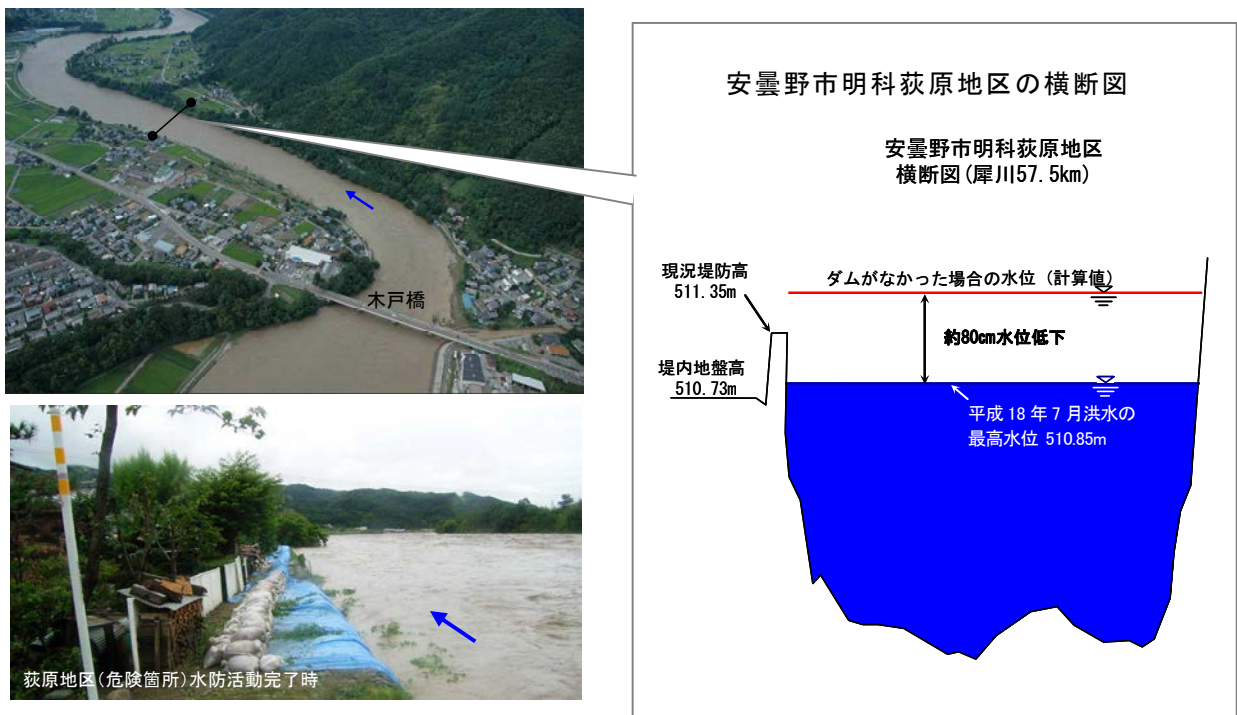 木戸橋
荻原地区(危険箇所)水防活動完了時
安曇野市明科荻原地区の横断図
安曇野市明科荻原地区
横断図(犀川57.5km)
現況堤防高
511.35m
ダムがなかった場合の水位(計算値)
約80cm水位低下
堤内地盤高
510.73m
平成18年7月洪水の
最高水位 510.85m